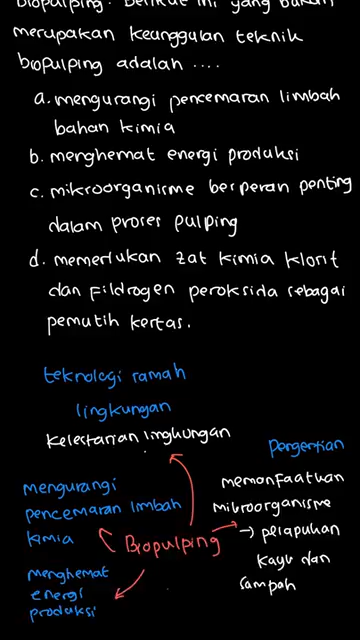 biopulping. Berikut ini yang bukan
merupakan keunggulan teknik
biopulping adalah ....
a. mengurangi pencemaran limbah
bahan kimia
b. menghemat energi produksi
c. mikroorganisme berperan penting
dalam proses pulping
d. memerlukan zat kimia klorit
dan Fildrogen peroksida sebagai
pemutih kertas.
teknologi ramah
lingkungan
Kelestarian lingkungan
mengurangi
pencemaran limbah
kimia
menghemat
energi
produksi
Biopulping
Pengertian
memanfaatkan
mikroorganisme
→ pelapukan
kayu dan
sampah